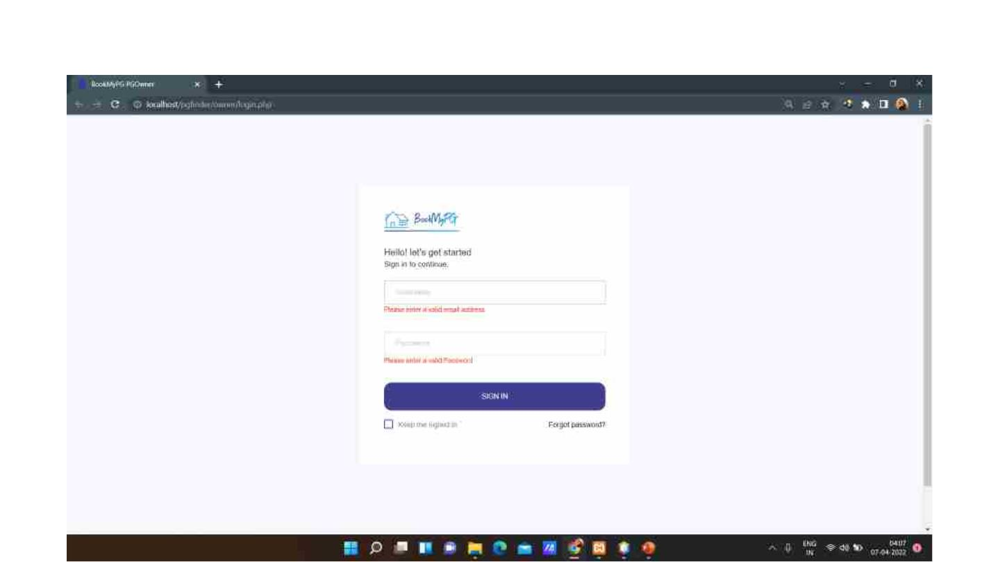 BookMyPG PGOwner
localhost/pgfinder/owner/login.php
BookMyPG
Hello! let's get started
Sign in to continue.
Username
Please enter a valid email address
Password
Please enter a valid Password
SIGN IN
Keep me signed in
Forgot password?
ENG
IN
04:07
07-04-2022